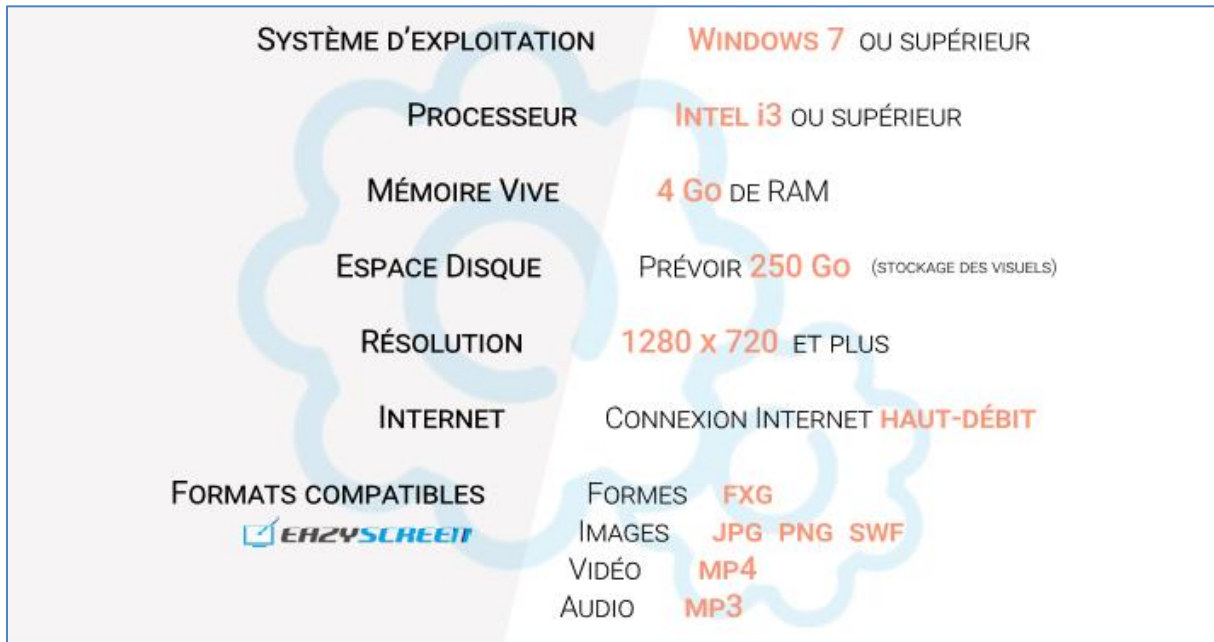 Système d'exploitation Windows 7 ou supérieur
Processeur Intel i3 ou supérieur
Mémoire Vive 4 Go de RAM
Espace Disque Prévoir 250 Go (stockage des visuels)
Résolution 1280 x 720 et plus
Internet Connexion Internet haut-débit
Formats compatibles Formes FXG
EAZYSCREEN Images JPG PNG SWF
Vidéo MP4
Audio MP3